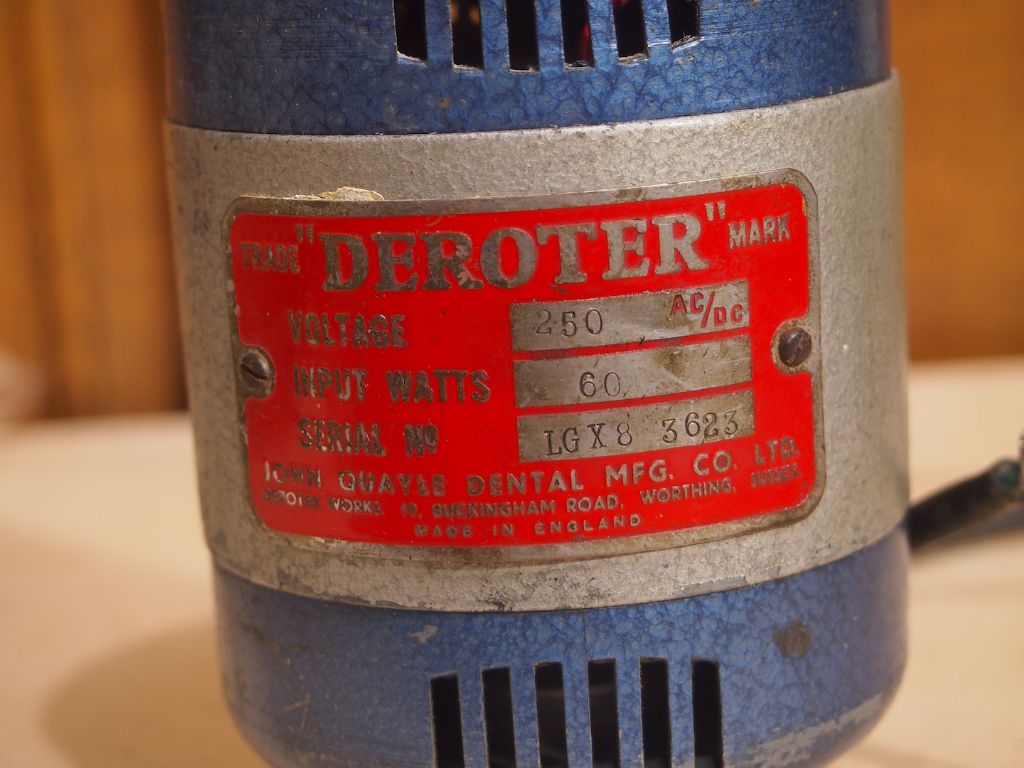 TRADE "DEROTER" MARK
VOLTAGE 250 AC/DC
INPUT WATTS 60
SERIAL Nº LGX8 3623
JOHN QUAYLE DENTAL MFG. CO. LTD.
DEROTER WORKS, BUCKINGHAM ROAD, WORTHING, SUSSEX
MADE IN ENGLAND